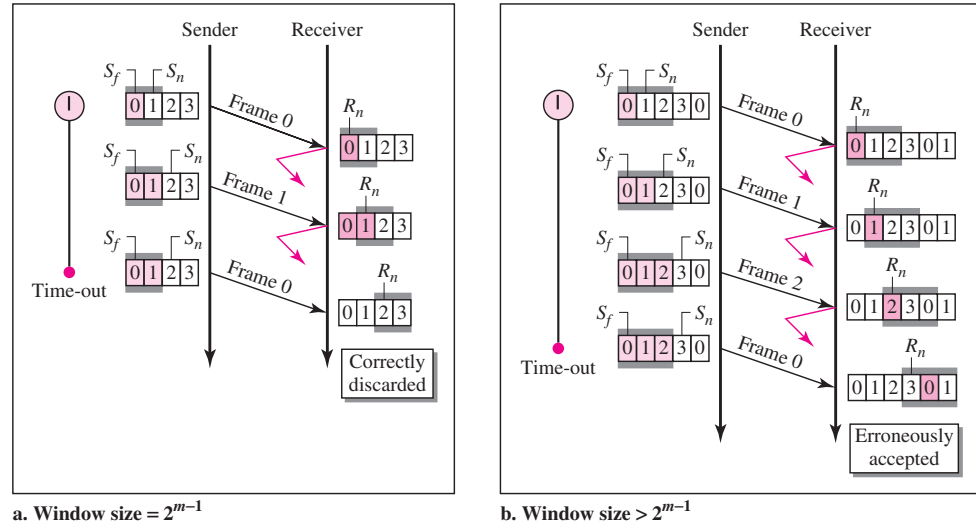 Sender Receiver
S_f S_n
0 1 2 3
Frame 0
R_n
0 1 2 3
S_f S_n
0 1 2 3
Frame 1
R_n
0 1 2 3
S_f S_n
0 1 2 3
Time-out
Frame 0
0 1 2 3
Correctly
discarded
a. Window size = 2^{m–1}
Sender Receiver
S_f S_n
0 1 2 3 0
Frame 0
R_n
0 1 2 3 0 1
S_f S_n
0 1 2 3 0
Frame 1
R_n
0 1 2 3 0 1
S_f S_n
0 1 2 3 0
Frame 2
R_n
0 1 2 3 0 1
S_f S_n
0 1 2 3 0
Time-out
Frame 0
R_n
0 1 2 3 0 1
Erroneously
accepted
b. Window size > 2^{m–1}